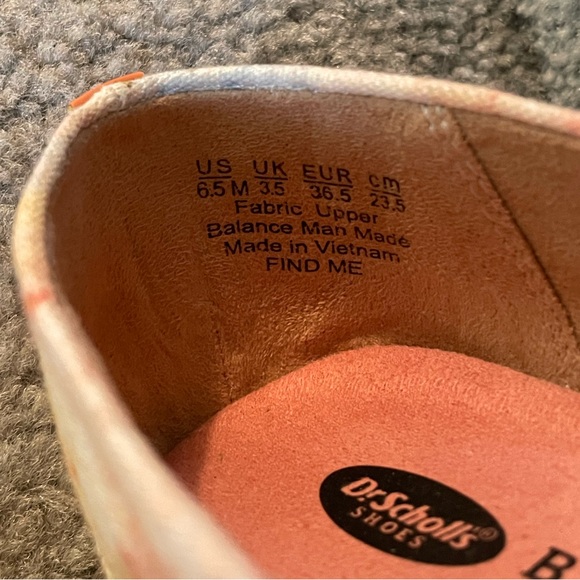 US UK EUR cm
6.5 M 3.5 36.5 23.5
Fabric Upper
Balance Man Made
Made in Vietnam
FIND ME
Dr. Scholl's®
SHOES
B